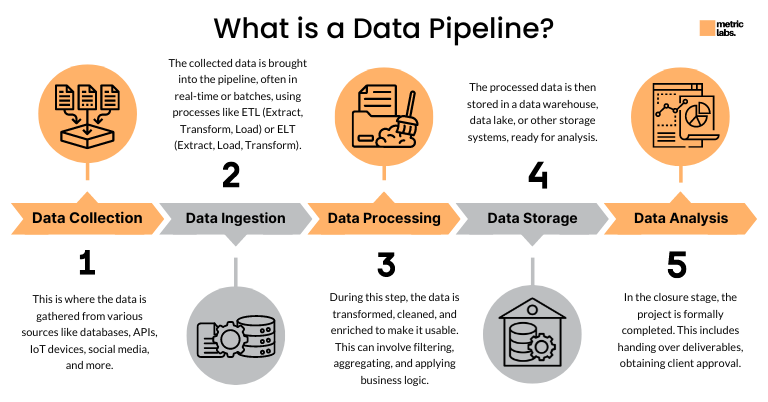 What is a Data Pipeline?
metric
labs.
The collected data is brought
into the pipeline, often in
real-time or batches, using
processes like ETL (Extract,
Transform, Load) or ELT
(Extract, Load, Transform).
2
The processed data is then
stored in a data warehouse,
data lake, or other storage
systems, ready for analysis.
4
Data Collection
Data Ingestion
Data Processing
Data Storage
Data Analysis
1
This is where the data is
gathered from various
sources like databases, APIs,
IoT devices, social media,
and more.
3
During this step, the data is
transformed, cleaned, and
enriched to make it usable.
This can involve filtering,
aggregating, and applying
business logic.
5
In the closure stage, the
project is formally
completed. This includes
handing over deliverables,
obtaining client approval.